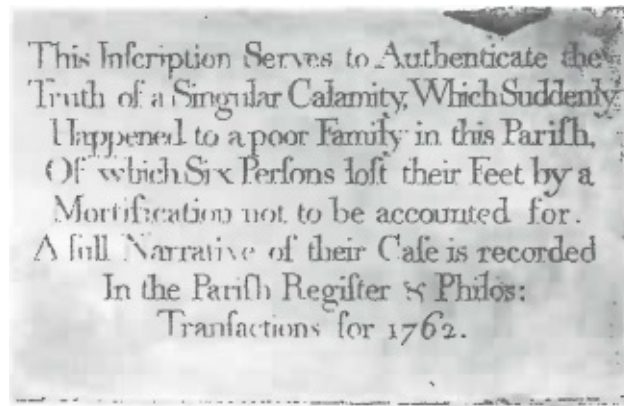 This Inſcription Serves to Authenticate the
Truth of a Singular Calamity, Which Suddenly
Happened to a poor Family in this Pariſh,
Of which Six Perſons loſt their Feet by a
Mortification not to be accounted for.
A full Narrative of their Caſe is recorded
In the Pariſh Regiſter & Philos:
Tranſactions for 1762.